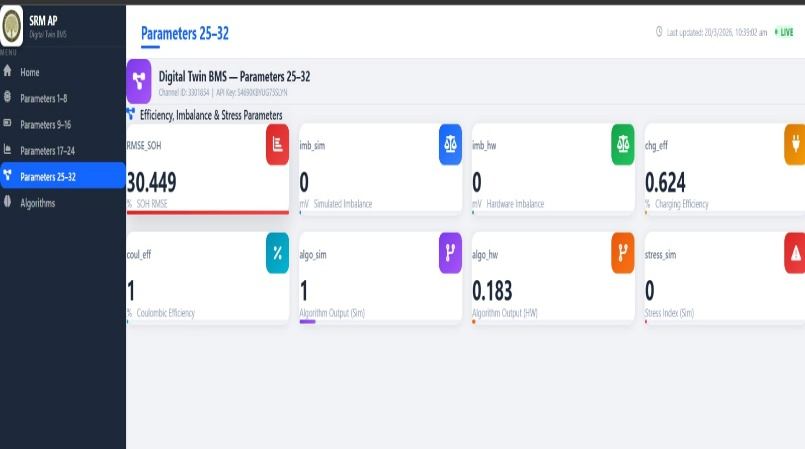 SRM AP
Digital Twin BMS
MENU
Home
Parameters 1–8
Parameters 9–16
Parameters 17–24
Parameters 25–32
Algorithms
Parameters 25–32
Last updated: 20/3/2026, 10:39:02 am
LIVE
Digital Twin BMS — Parameters 25–32
Channel ID: 3301654 | API Key:
Efficiency, Imbalance & Stress Parameters
RMSE_SOH
30.449
% SOH RMSE
imb_sim
0
mV Simulated Imbalance
imb_hw
0
mV Hardware Imbalance
chg_eff
0.624
% Charging Efficiency
coul_eff
1
% Coulombic Efficiency
algo_sim
1
Algorithm Output (Sim)
algo_hw
0.183
Algorithm Output (HW)
stress_sim
0
Stress Index (Sim)